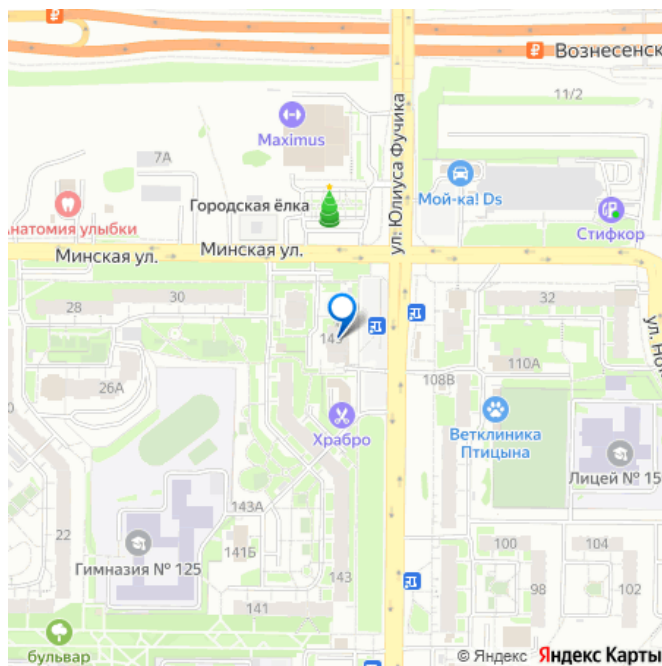 Вознесенск
11/2
ул. Юлиуса Фучика
Maximus
7А
Мой-ка! Ds
Городская ёлка
Анатомия улыбки
Стифкор
Минская ул.
Минская ул.
30
28
32
ул. Нов
26А
110А
108В
Храбро
Ветклиника
Птицына
Лицей № 15
143А
22
141Б
Гимназия № 125
100
104
98
102
143
141
бульвар
© Яндекс Яндекс Карты